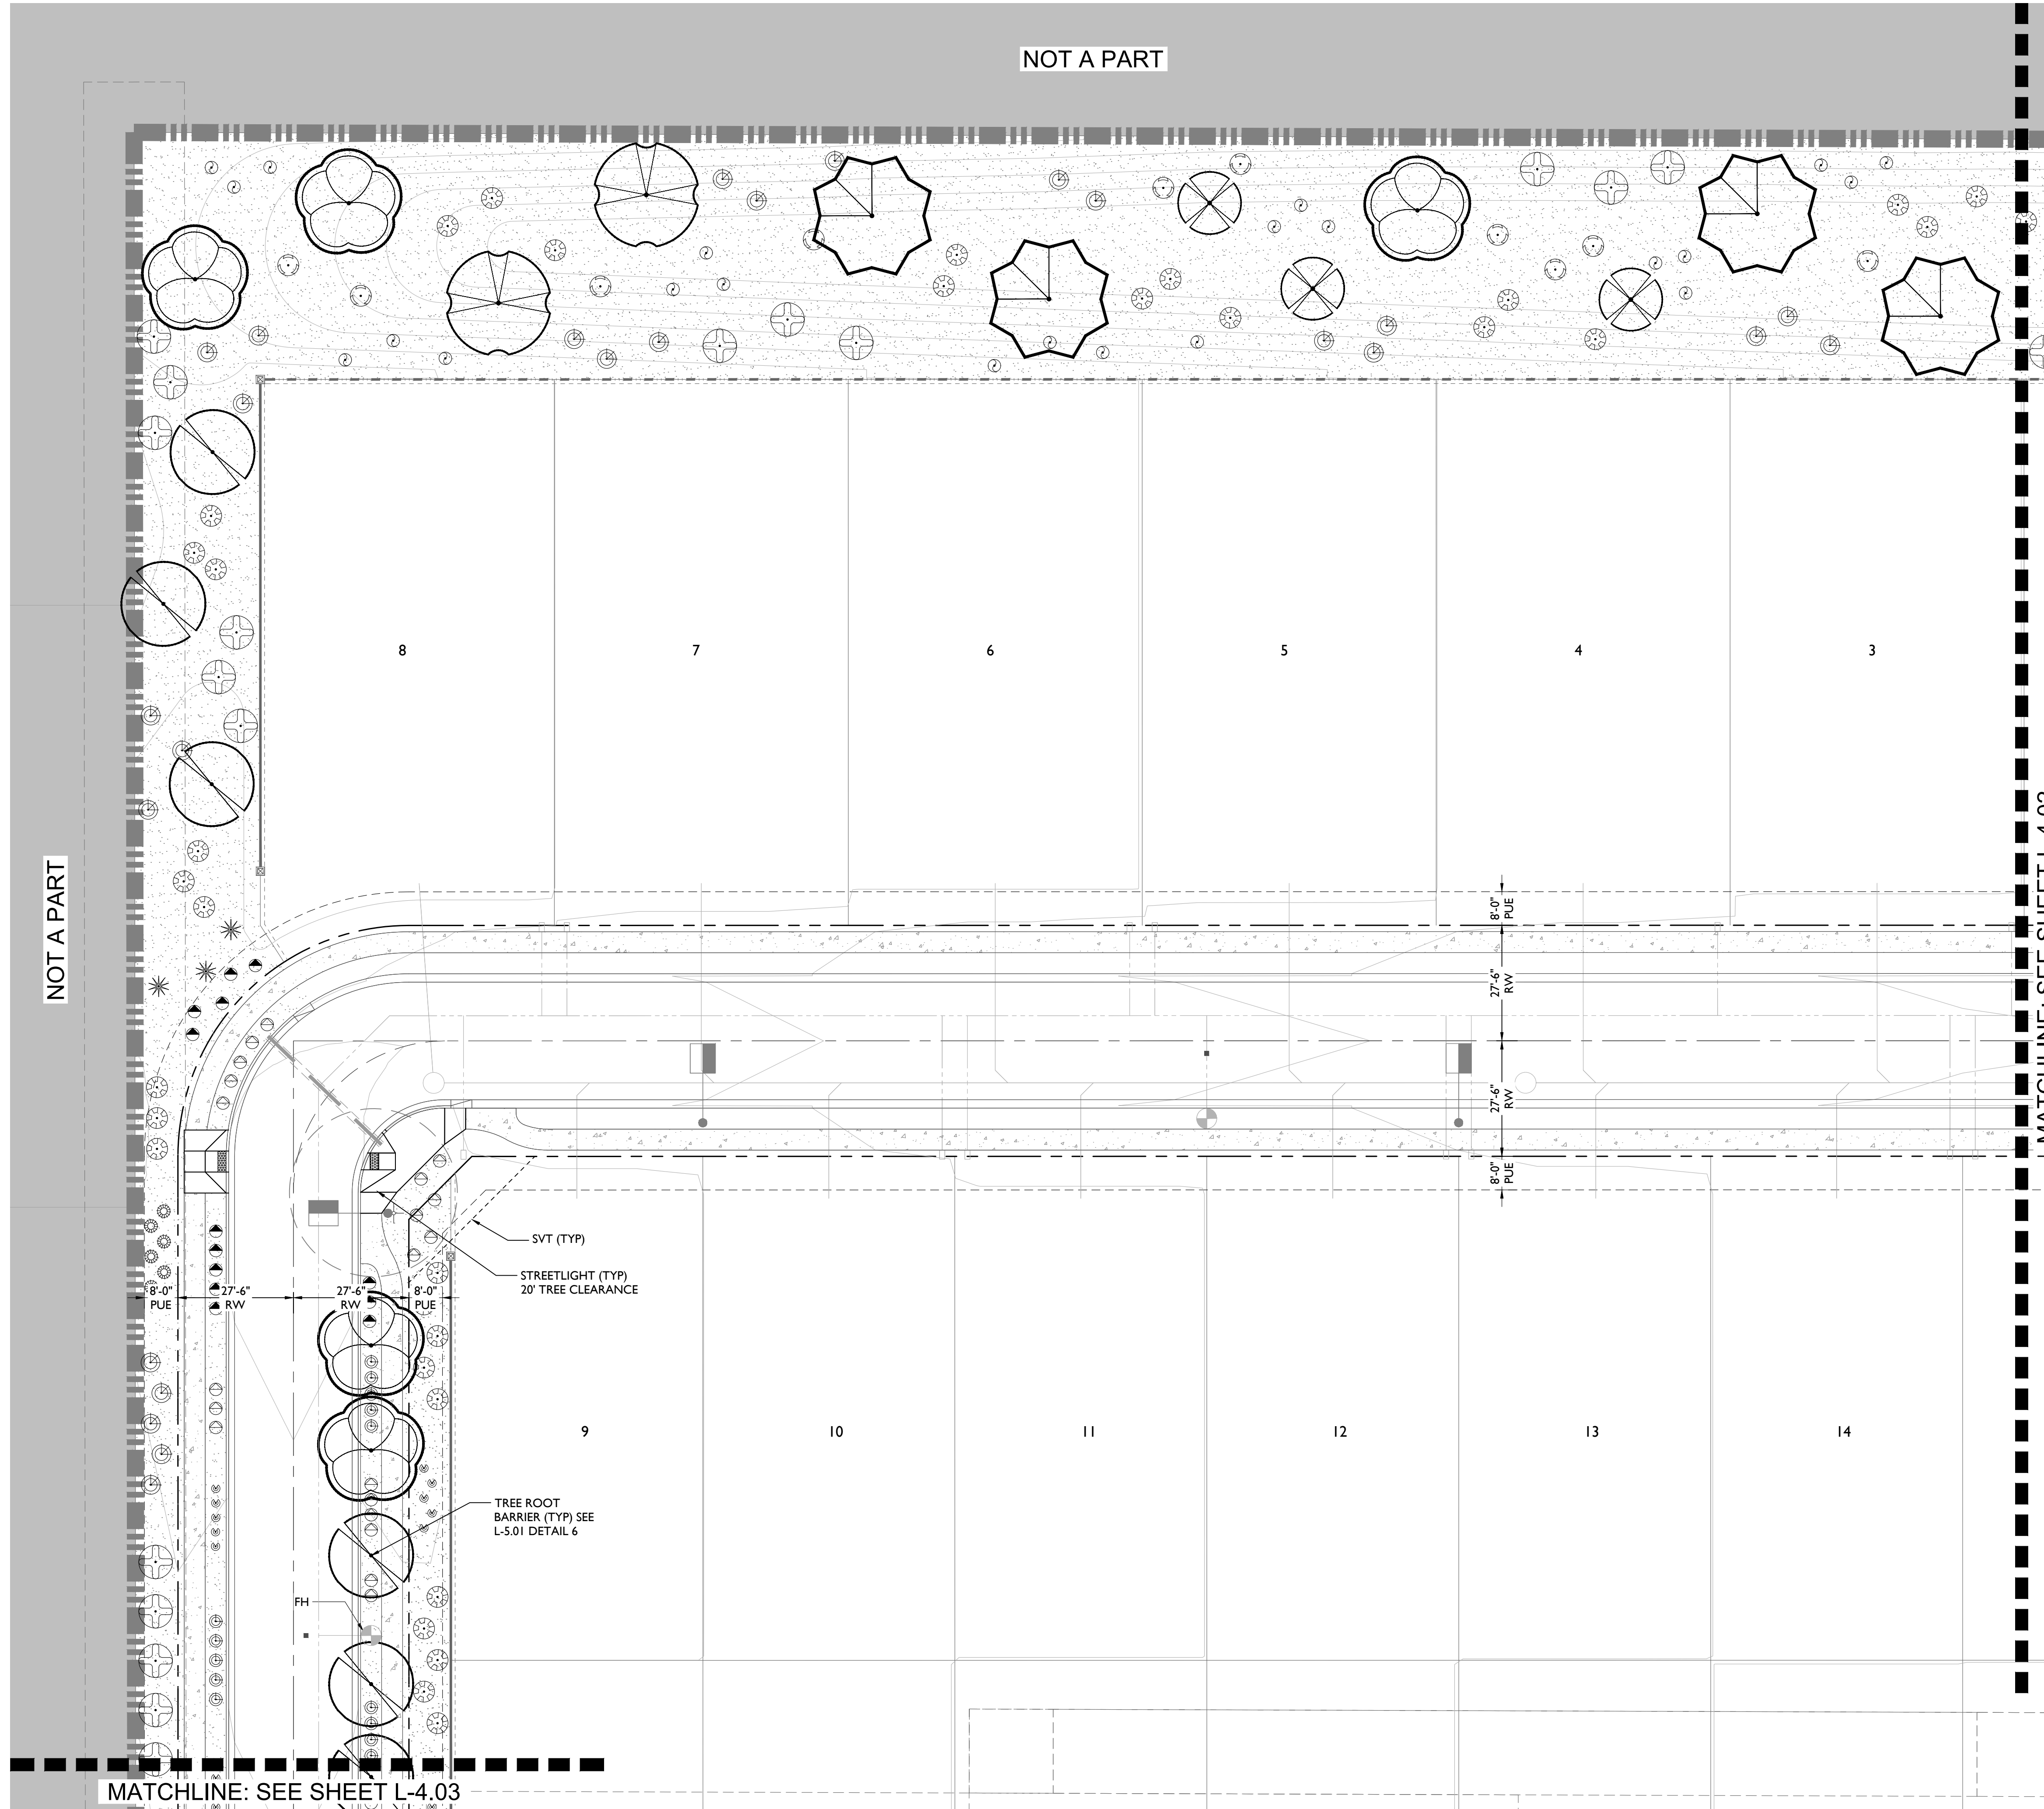 NOT A PART
8
7
6
5
4
3
NOT A PART
8'-0"
PUE
27'-6"
RW
27'-6"
RW
8'-0"
PUE
SVT (TYP)
STREETLIGHT (TYP)
20' TREE CLEARANCE
8'-0"
PUE
27'-6"
RW
27'-6"
RW
8'-0"
PUE
9
10
11
12
13
14
TREE ROOT
BARRIER (TYP) SEE
L-5.01 DETAIL 6
FH
MATCHLINE: SEE SHEET L-4.03